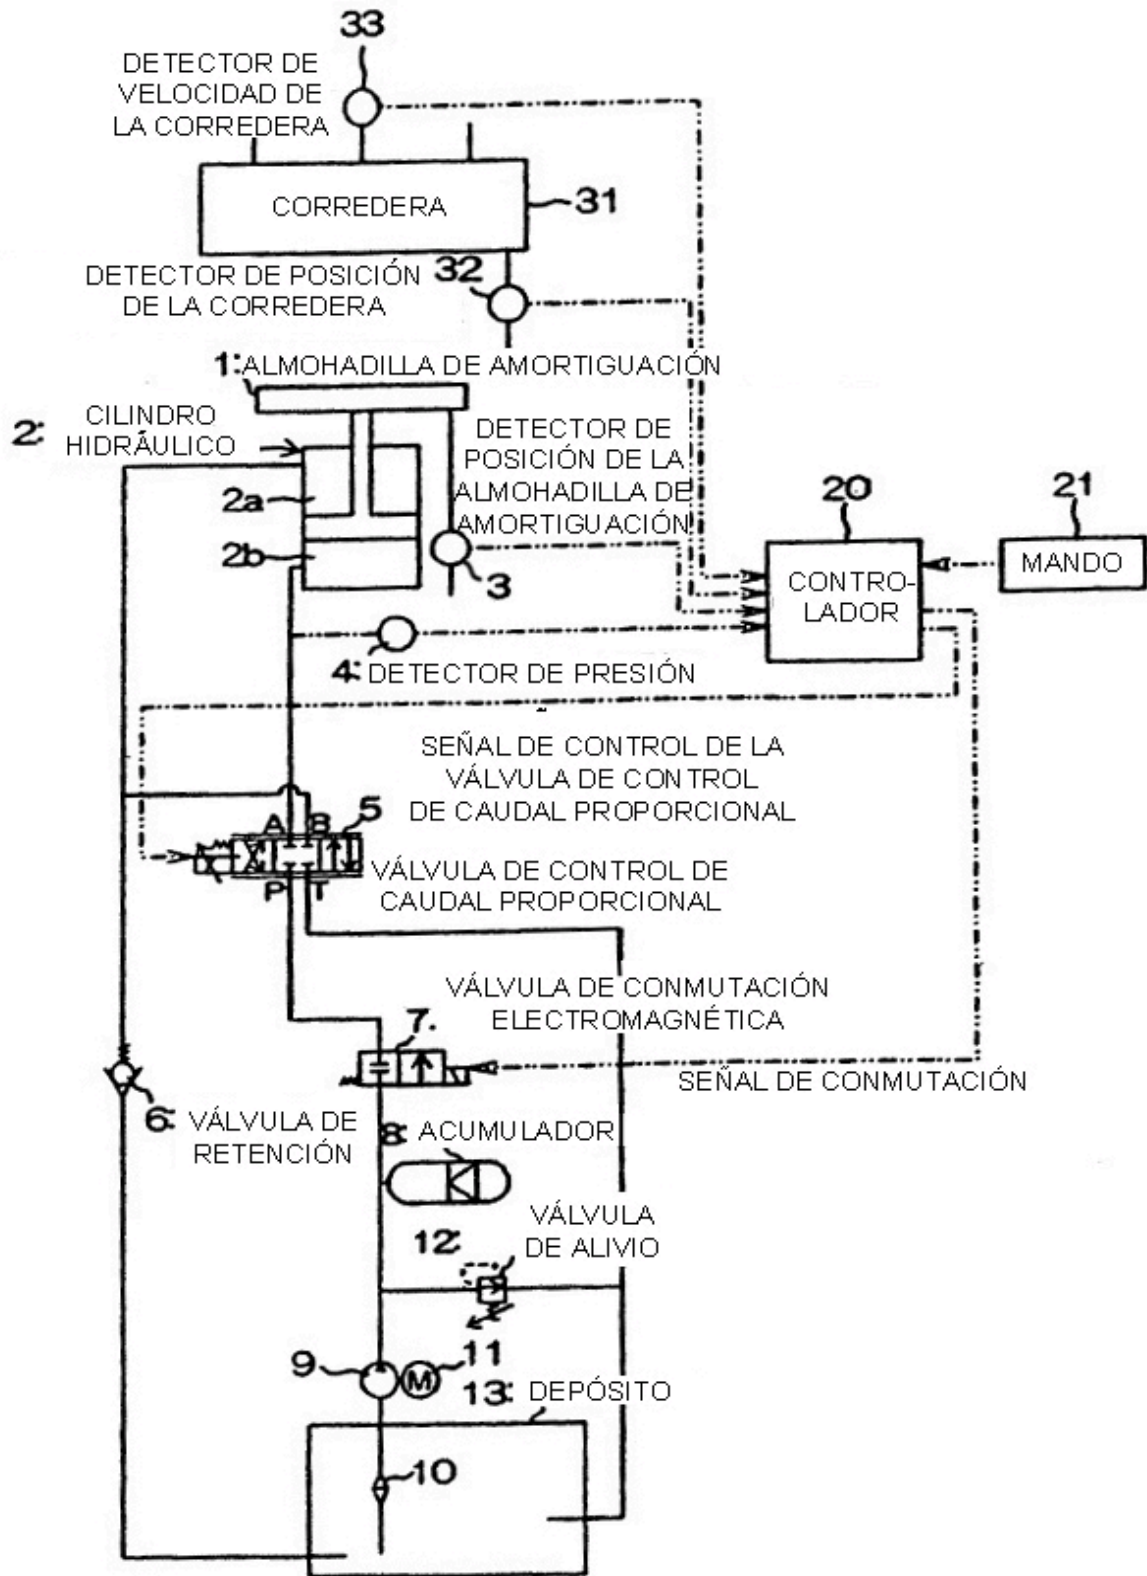 33
DETECTOR DE
VELOCIDAD DE
LA CORREDERA
CORREDERA
31
DETECTOR DE POSICIÓN
DE LA CORREDERA
32
1: ALMOHADILLA DE AMORTIGUACIÓN
2: CILINDRO
HIDRÁULICO
2a
2b
DETECTOR DE
POSICIÓN DE LA
ALMOHADILLA DE
AMORTIGUACIÓN
3
20
CONTRO-
LADOR
21
MANDO
4: DETECTOR DE PRESIÓN
SEÑAL DE CONTROL DE LA
VÁLVULA DE CONTROL
DE CAUDAL PROPORCIONAL
A B 5
P T
VÁLVULA DE CONTROL DE
CAUDAL PROPORCIONAL
VÁLVULA DE CONMUTACIÓN
ELECTROMAGNÉTICA
7.
SEÑAL DE CONMUTACIÓN
6: VÁLVULA DE
RETENCIÓN
8: ACUMULADOR
12: VÁLVULA
DE ALIVIO
9
M
11
13: DEPÓSITO
10